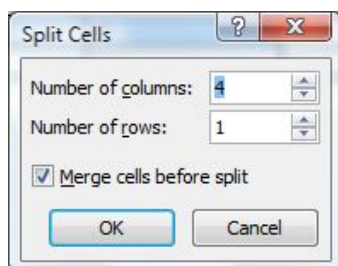 Split Cells
?
X
Number of columns: 4
Number of rows: 1
Merge cells before split
OK
Cancel